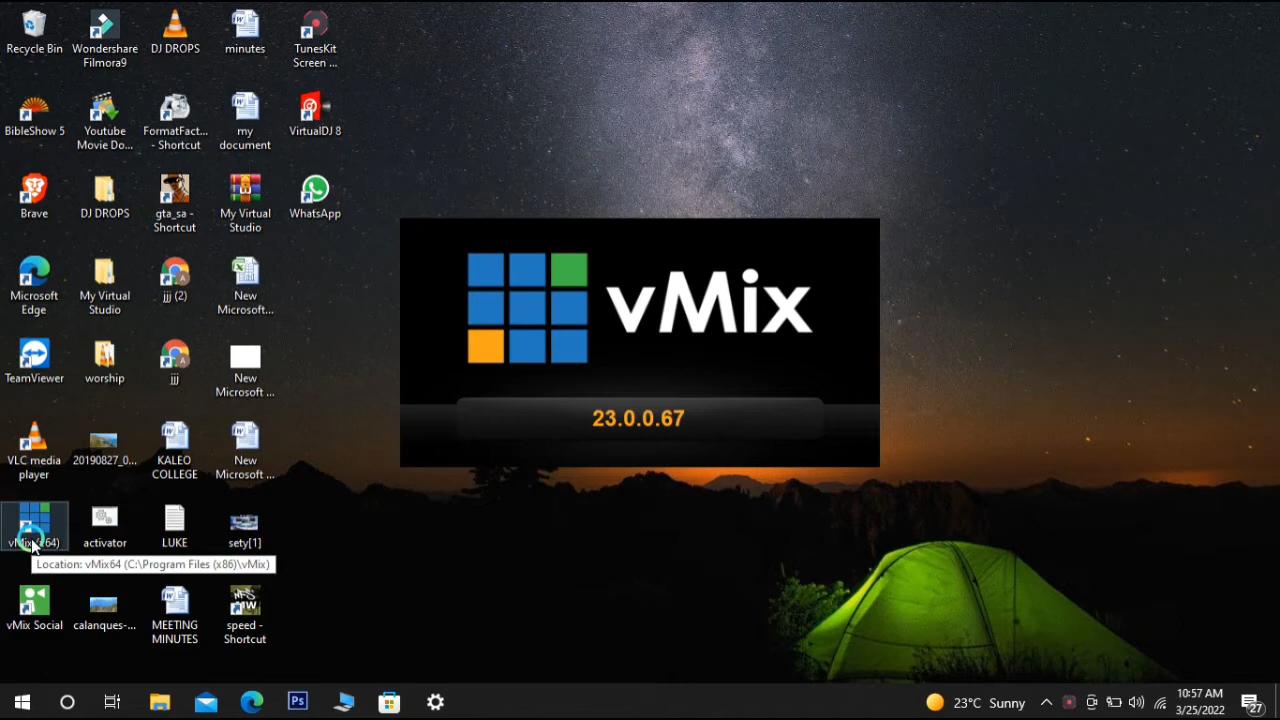 Recycle Bin
Wondershare
Filmora9
DJ DROPS
minutes
TunesKit
Screen ...
BibleShow 5
Youtube
Movie Do...
FormatFact...
- Shortcut
my
document
VirtualDJ 8
Brave
DJ DROPS
gta_sa -
Shortcut
My Virtual
Studio
WhatsApp
Microsoft
Edge
My Virtual
Studio
jjj (2)
New
Microsoft...
TeamViewer
worship
jjj
New
Microsoft ...
VLC media
player
20190827_0...
KALEO
COLLEGE
New
Microsoft ...
activator
LUKE
sety[1]
Location: vMix64 (C:\Program Files (x86)\vMix)
vMix Social
calanques-...
MEETING
MINUTES
speed -
Shortcut
vMix
23.0.0.67
Ps
23°C Sunny
10:57 AM
3/25/2022
27